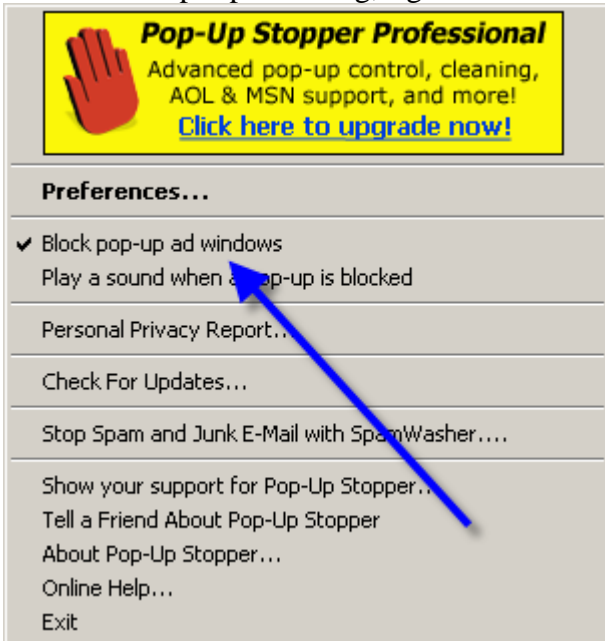 Pop-Up Stopper Professional
Advanced pop-up control, cleaning,
AOL & MSN support, and more!
Click here to upgrade now!
Preferences...
Block pop-up ad windows
Play a sound when a pop-up is blocked
Personal Privacy Report...
Check For Updates...
Stop Spam and Junk E-Mail with SpamWasher....
Show your support for Pop-Up Stopper...
Tell a Friend About Pop-Up Stopper
About Pop-Up Stopper...
Online Help...
Exit